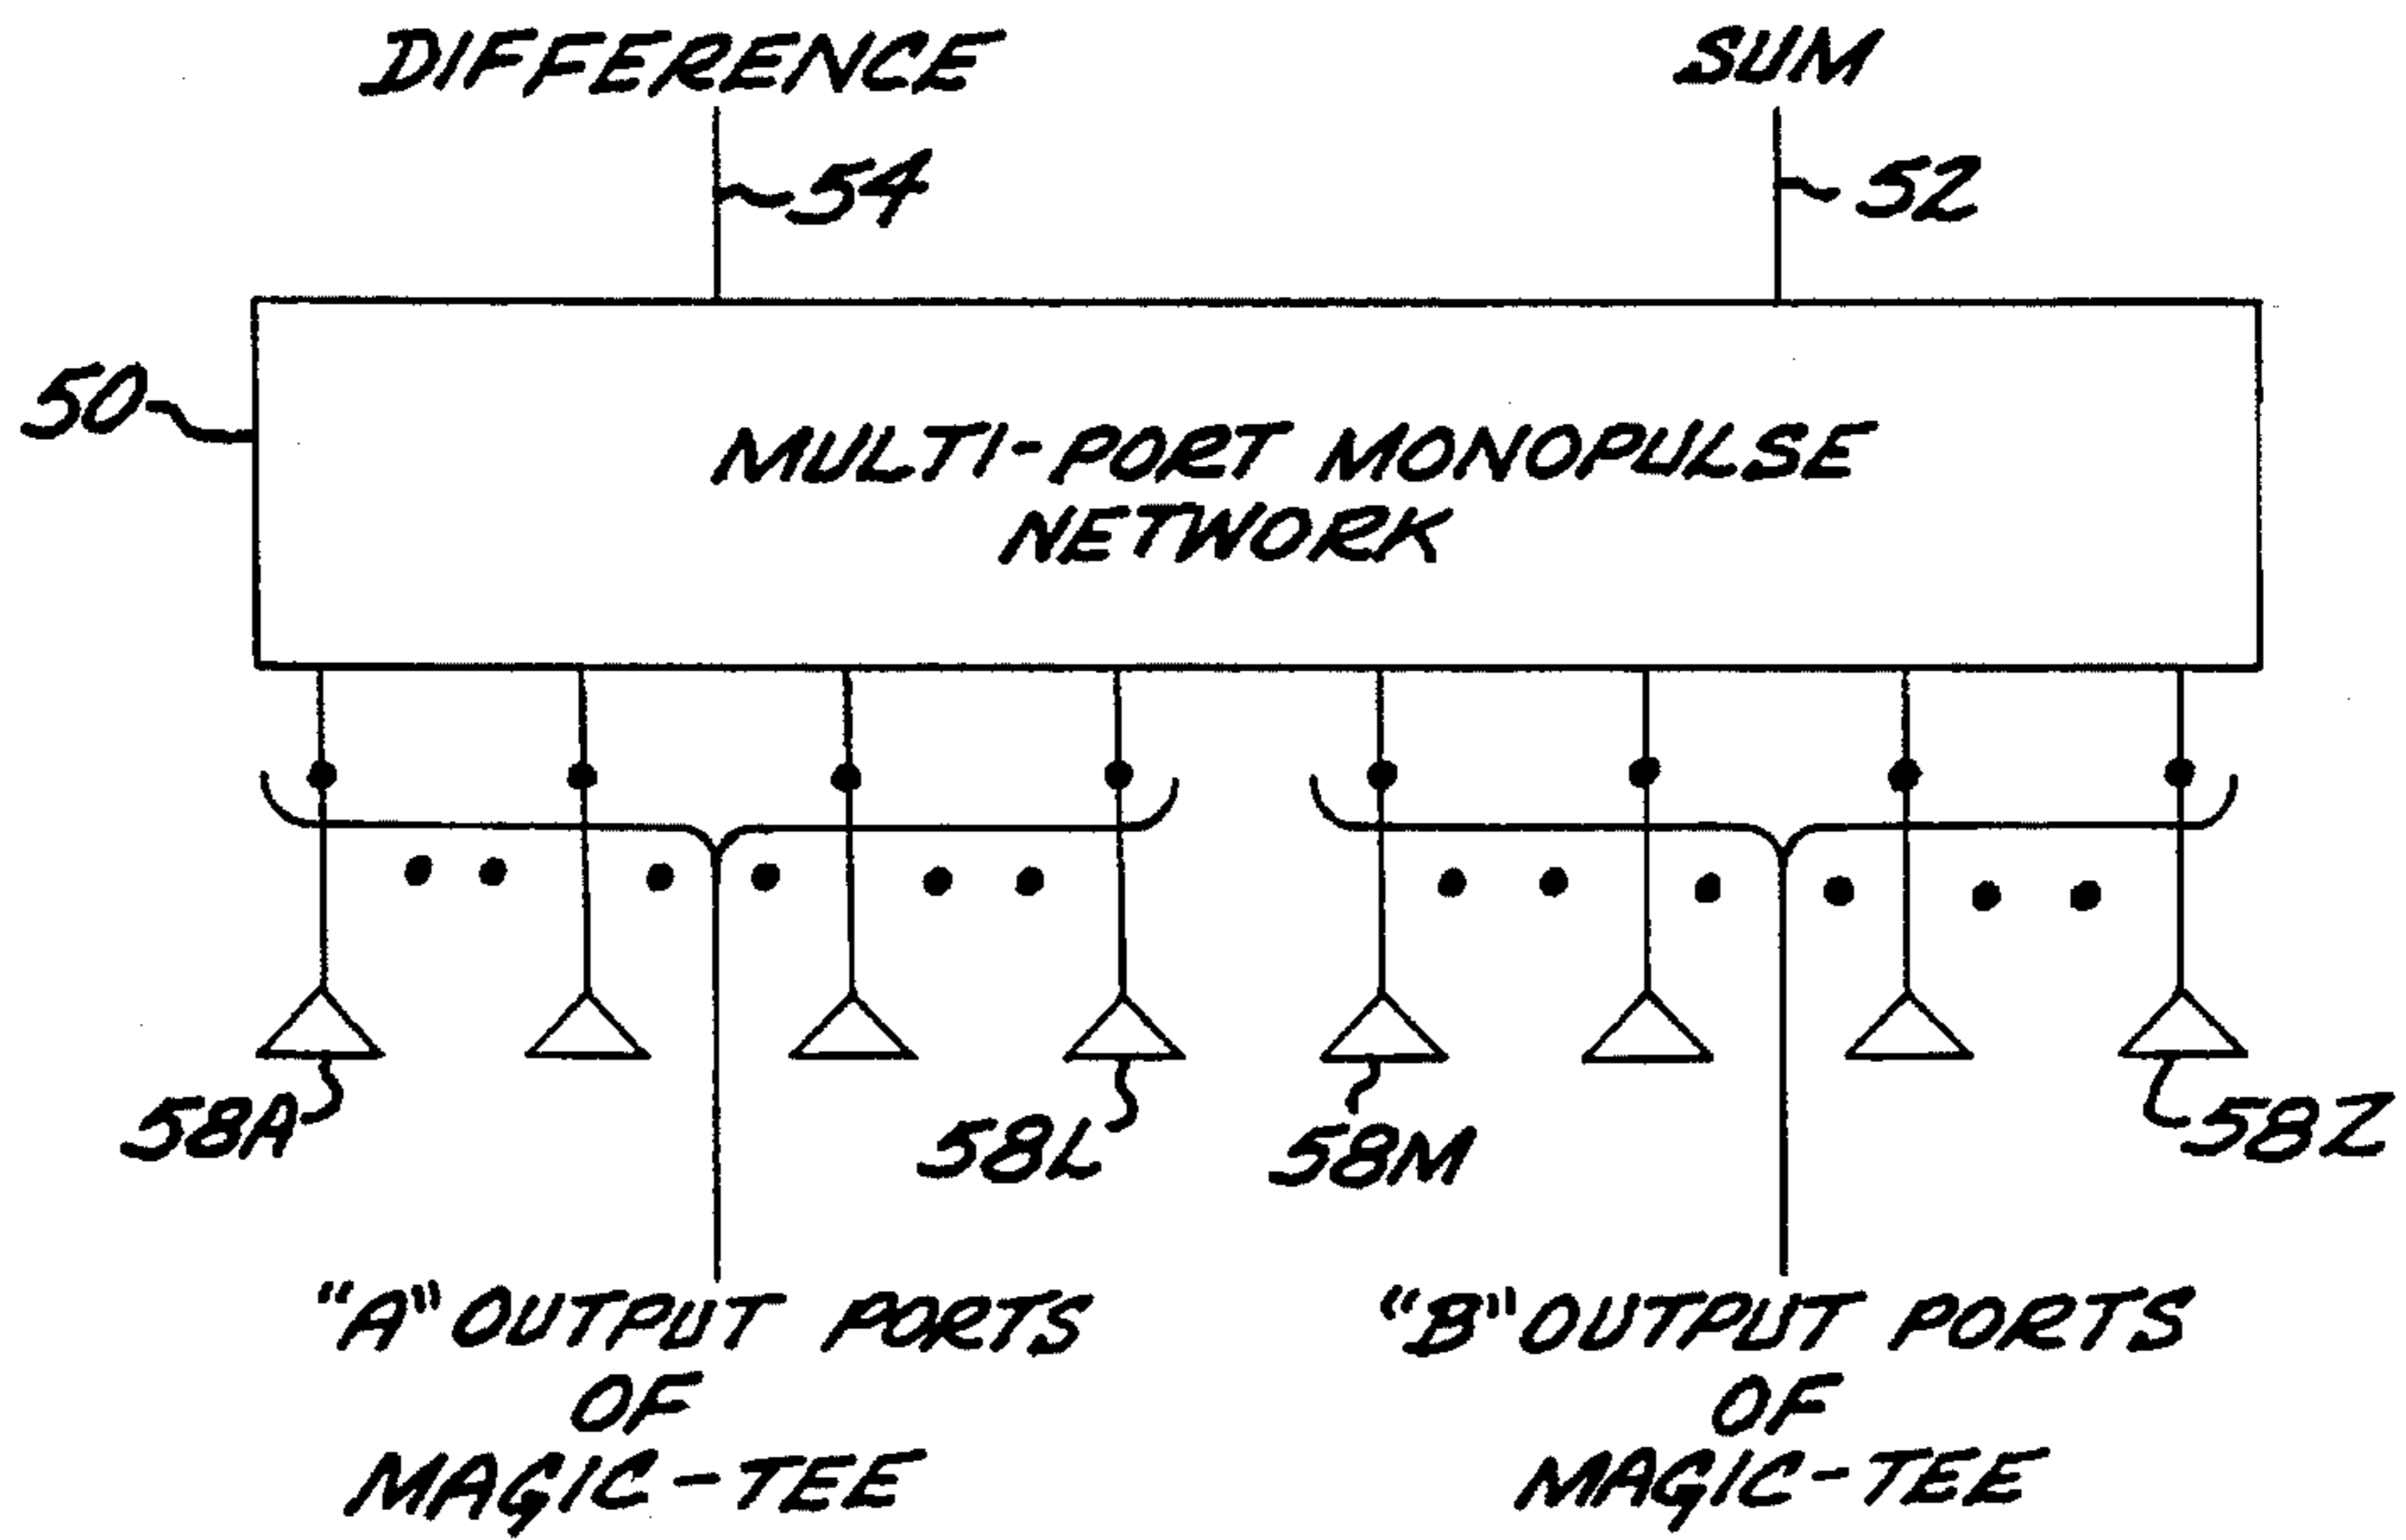 DIFFERENCE
SUM
54
52
50
MULTI-PORT MONOPULSE
NETWORK
58A
58L
58M
58Z
"A" OUTPUT PORTS
OF
MAGIC-TEE
"B" OUTPUT PORTS
OF
MAGIC-TEE